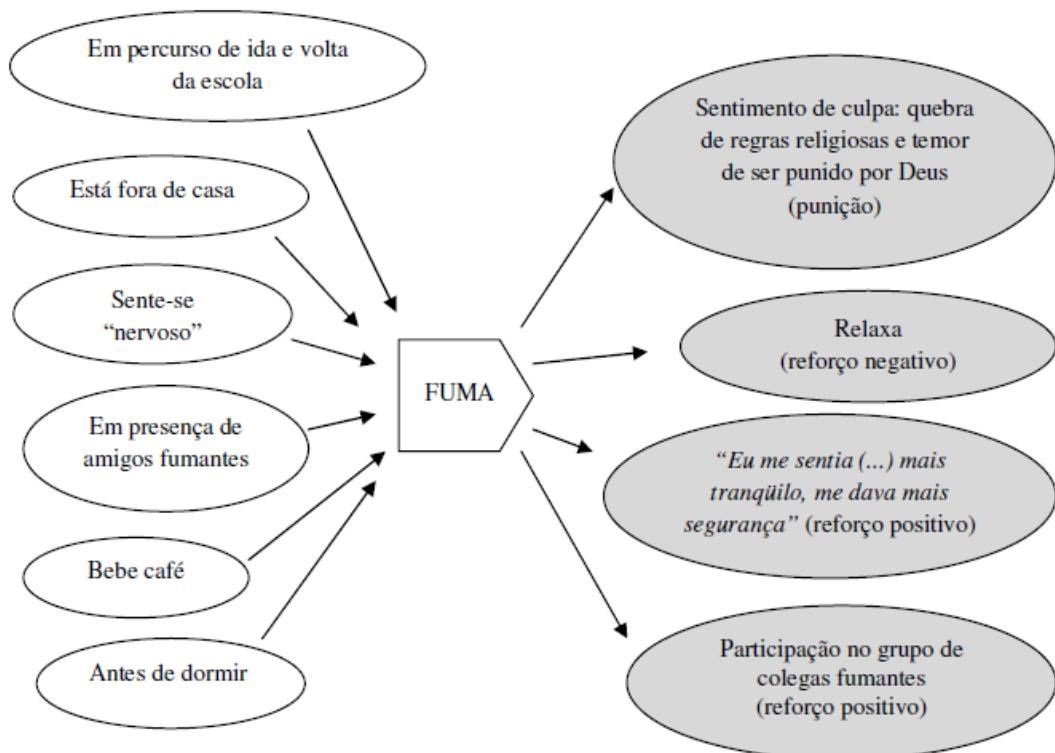 Em percurso de ida e volta
da escola
Está fora de casa
Sente-se
“nervoso”
Em presença de
amigos fumantes
Bebe café
Antes de dormir
FUMA
Sentimento de culpa: quebra
de regras religiosas e temor
de ser punido por Deus
(punição)
Relaxa
(reforço negativo)
“Eu me sentia (...) mais
tranqüilo, me dava mais
segurança” (reforço positivo)
Participação no grupo de
colegas fumantes
(reforço positivo)